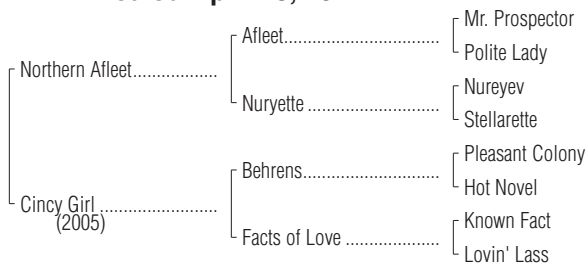 Mr. Prospector
Afleet
Polite Lady
Northern Afleet
Nureyev
Nuryette
Stellarette
Pleasant Colony
Behrens
Hot Novel
Cincy Girl
(2005)
Known Fact
Facts of Love
Lovin' Lass